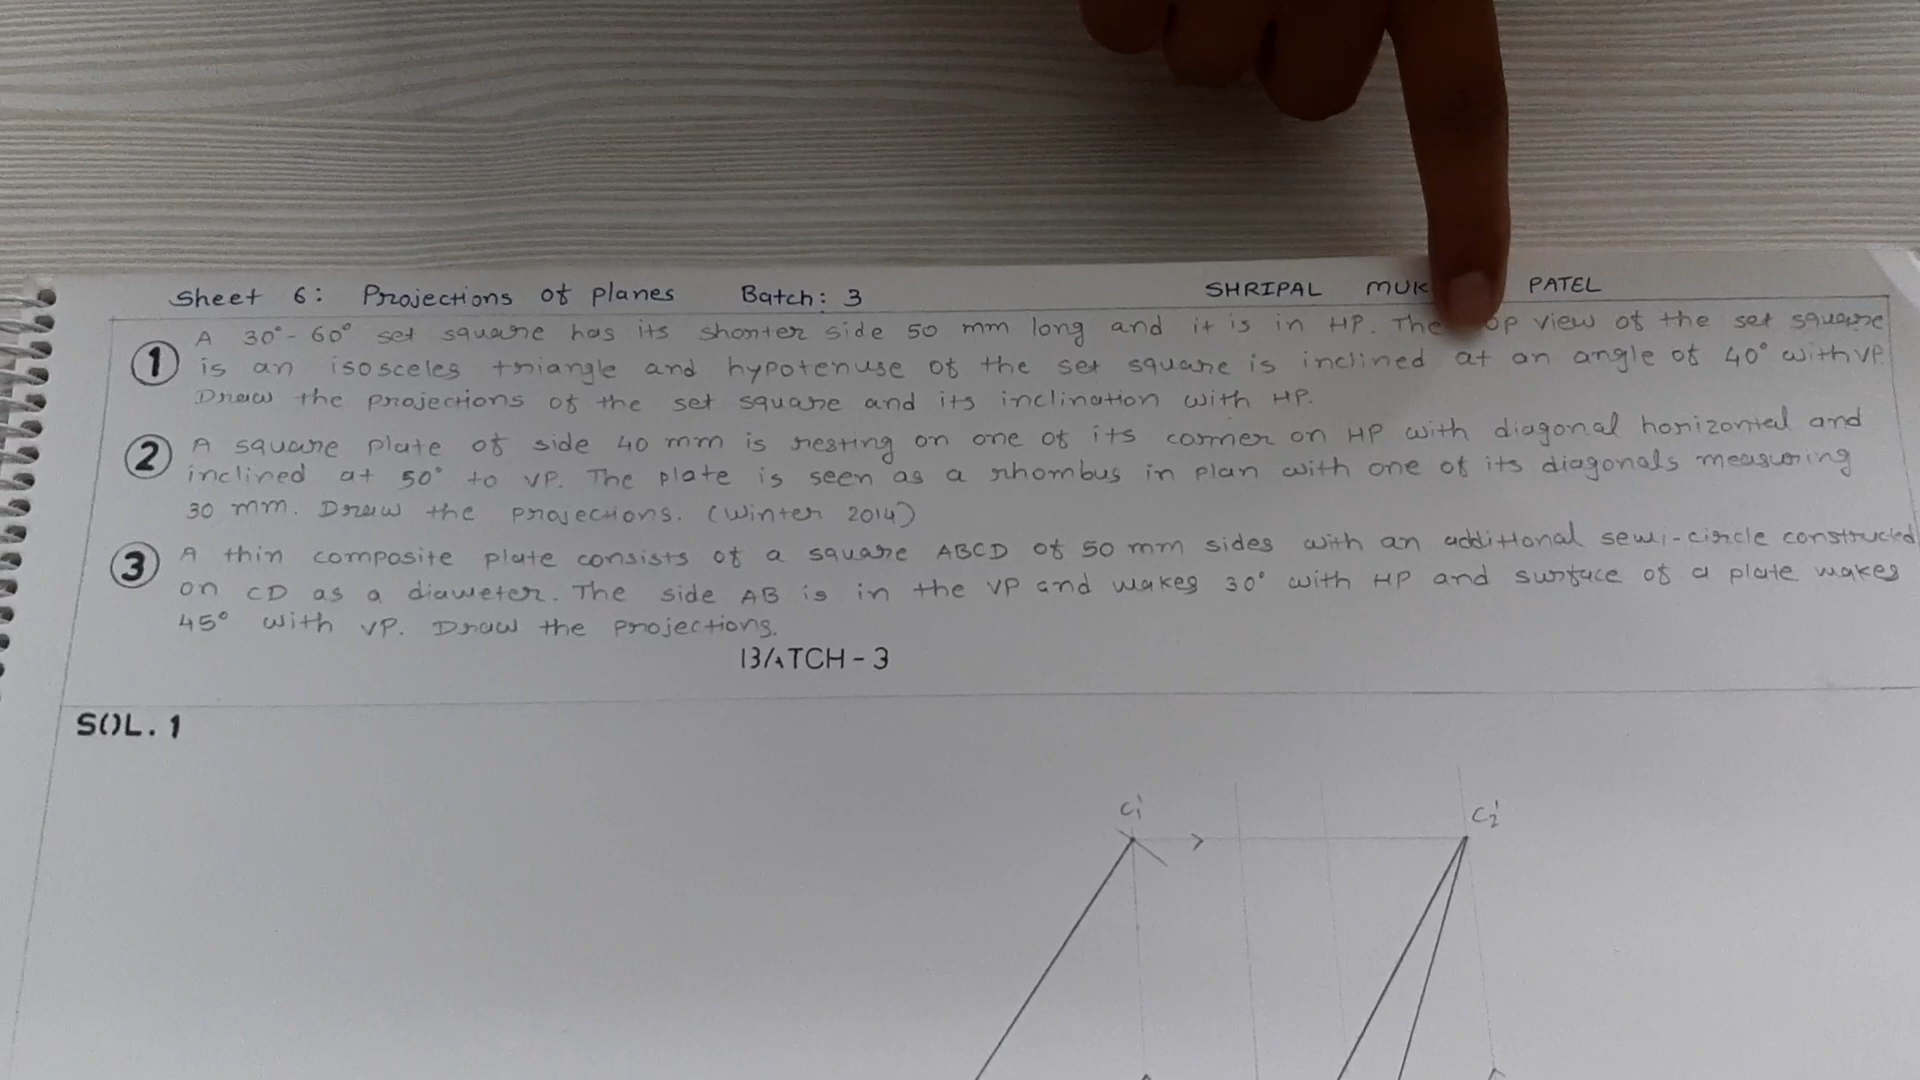 Sheet 6: Projections of planes Batch: 3 SHRIPAL PATEL
1 A 30°-60° set square has its shorter side 50 mm long and it is in HP. The view of the set square
is an isosceles triangle and hypotenuse of the set square is inclined at an angle of 40° with VP.
Draw the projections of the set square and its inclination with HP.
2 A square plate of side 40 mm is resting on one of its corner on HP with diagonal horizontal and
inclined at 50° to VP. The plate is seen as a rhombus in plan with one of its diagonals measuring
30 mm. Draw the projections. (Winter 2014)
3 A thin composite plate consists of a square ABCD of 50 mm sides with an additional semi-circle constructed
on CD as a diameter. The side AB is in the VP and makes 30° with HP and surface of a plate makes
45° with VP. Draw the projections.
BATCH-3
SOL. 1
c₁'
c₂'